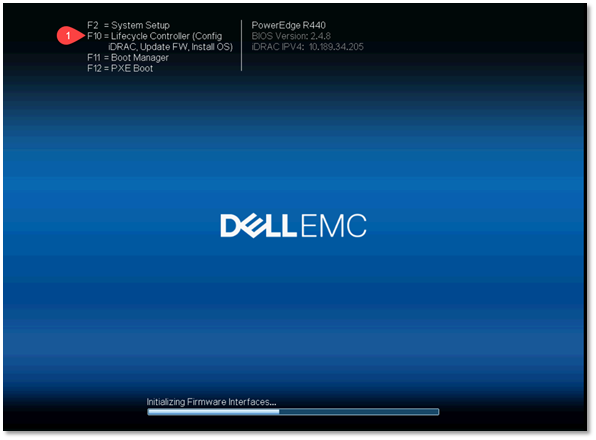 F2 = System Setup
1
F10 = Lifecycle Controller (Config
iDRAC, Update FW, Install OS)
F11 = Boot Manager
F12 = PXE Boot
PowerEdge R440
BIOS Version: 2.4.8
iDRAC IPV4: 10.189.34.205
DELLEMC
Initializing Firmware Interfaces...